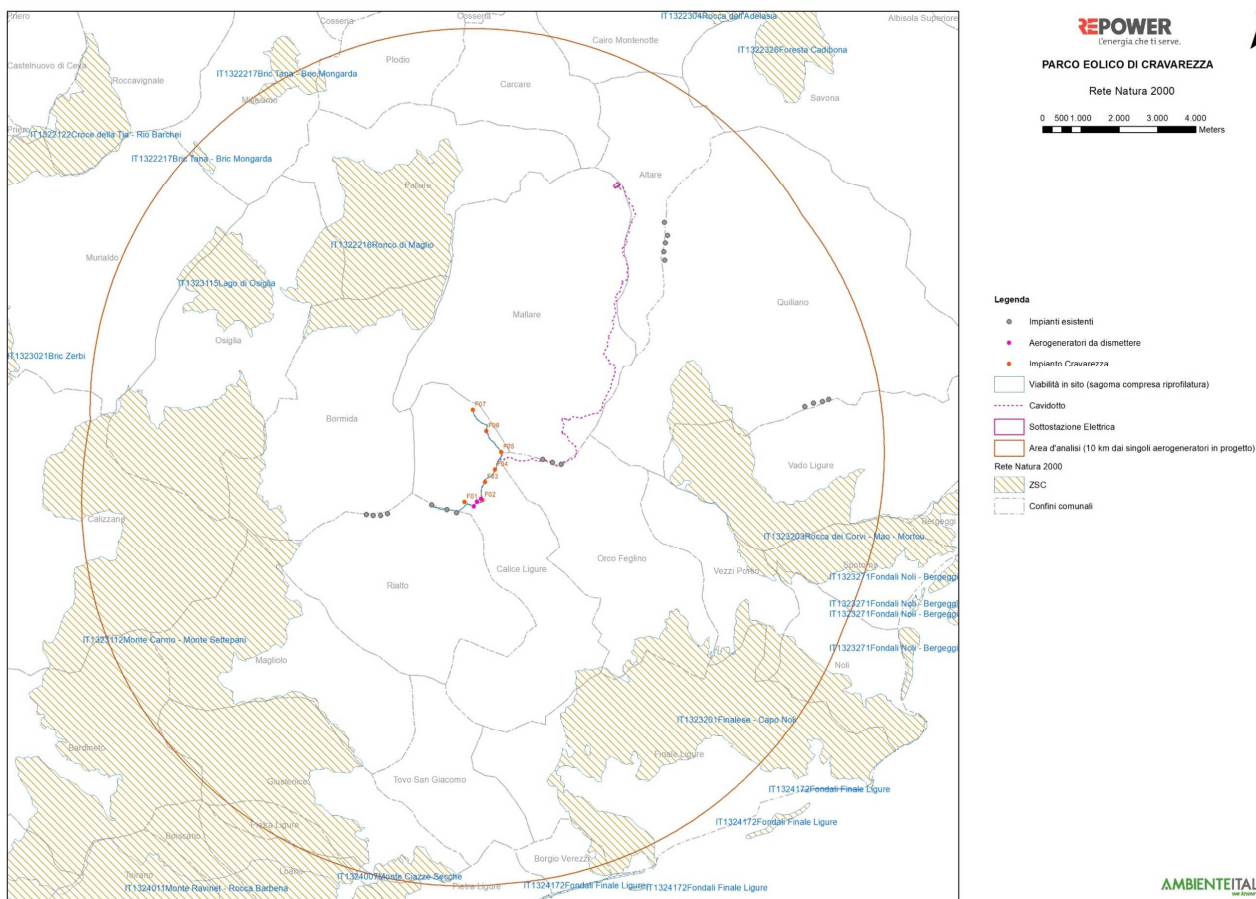 Priero
Cosseria
Cosseria
IT1322304Rocca dell'Adelasia
Albisola Superiore
Cairo Montenotte
IT1322326Foresta Cadibona
Castelnuovo di Ceva
Roccavignale
Plodio
IT1322217Bric Tana - Bric Mongarda
Carcare
Millesimo
Savona
Priero
IT1322122Croce della Tia - Rio Barchei
IT1322217Bric Tana - Bric Mongarda
Altare
Pallare
IT1322216Ronco di Maglio
Murialdo
IT1323115Lago di Osiglia
Quiliano
Mallare
Osiglia
IT1323021Bric Zerbi
F07
Bormida
F06
F05
F04
Vado Ligure
F03
F01
F02
Calizzano
Bergeggi
IT1323203Rocca dei Corvi - Mao - Mortou
Orco Feglino
Spotorno
Calice Ligure
Vezzi Portio
IT1323271Fondali Noli - Bergeggi
Rialto
IT1323271Fondali Noli - Bergeggi
IT1323271Fondali Noli - Bergeggi
IT1323112Monte Carmo - Monte Settepani
IT1323271Fondali Noli - Bergeggi
Magliolo
Noli
IT1323201Finalese - Capo Noli
Bardineto
Finale Ligure
Giustenice
Tovo San Giacomo
IT1324172Fondali Finale Ligure
Pietra Ligure
IT1324172Fondali Finale Ligure
Boissano
Borgio Verezzi
Toirano
Loano
IT1324007Monte Ciazze Secche
IT1324011Monte Ravinet - Rocca Barbena
Pietra Ligure
IT1324172Fondali Finale Ligure
IT1324172Fondali Finale Ligure
REPOWER
L'energia che ti serve.
PARCO EOLICO DI CRAVAREZZA
Rete Natura 2000
0 500 1.000 2.000 3.000 4.000
Meters
Legenda
Impianti esistenti
Aerogeneratori da dismettere
Impianto Cravarezza
Viabilità in sito (sagoma compresa riprofilatura)
Cavidotto
Sottostazione Elettrica
Area d'analisi (10 km dai singoli aerogeneratori in progetto)
Rete Natura 2000
ZSC
Confini comunali
AMBIENTEITAL
we know